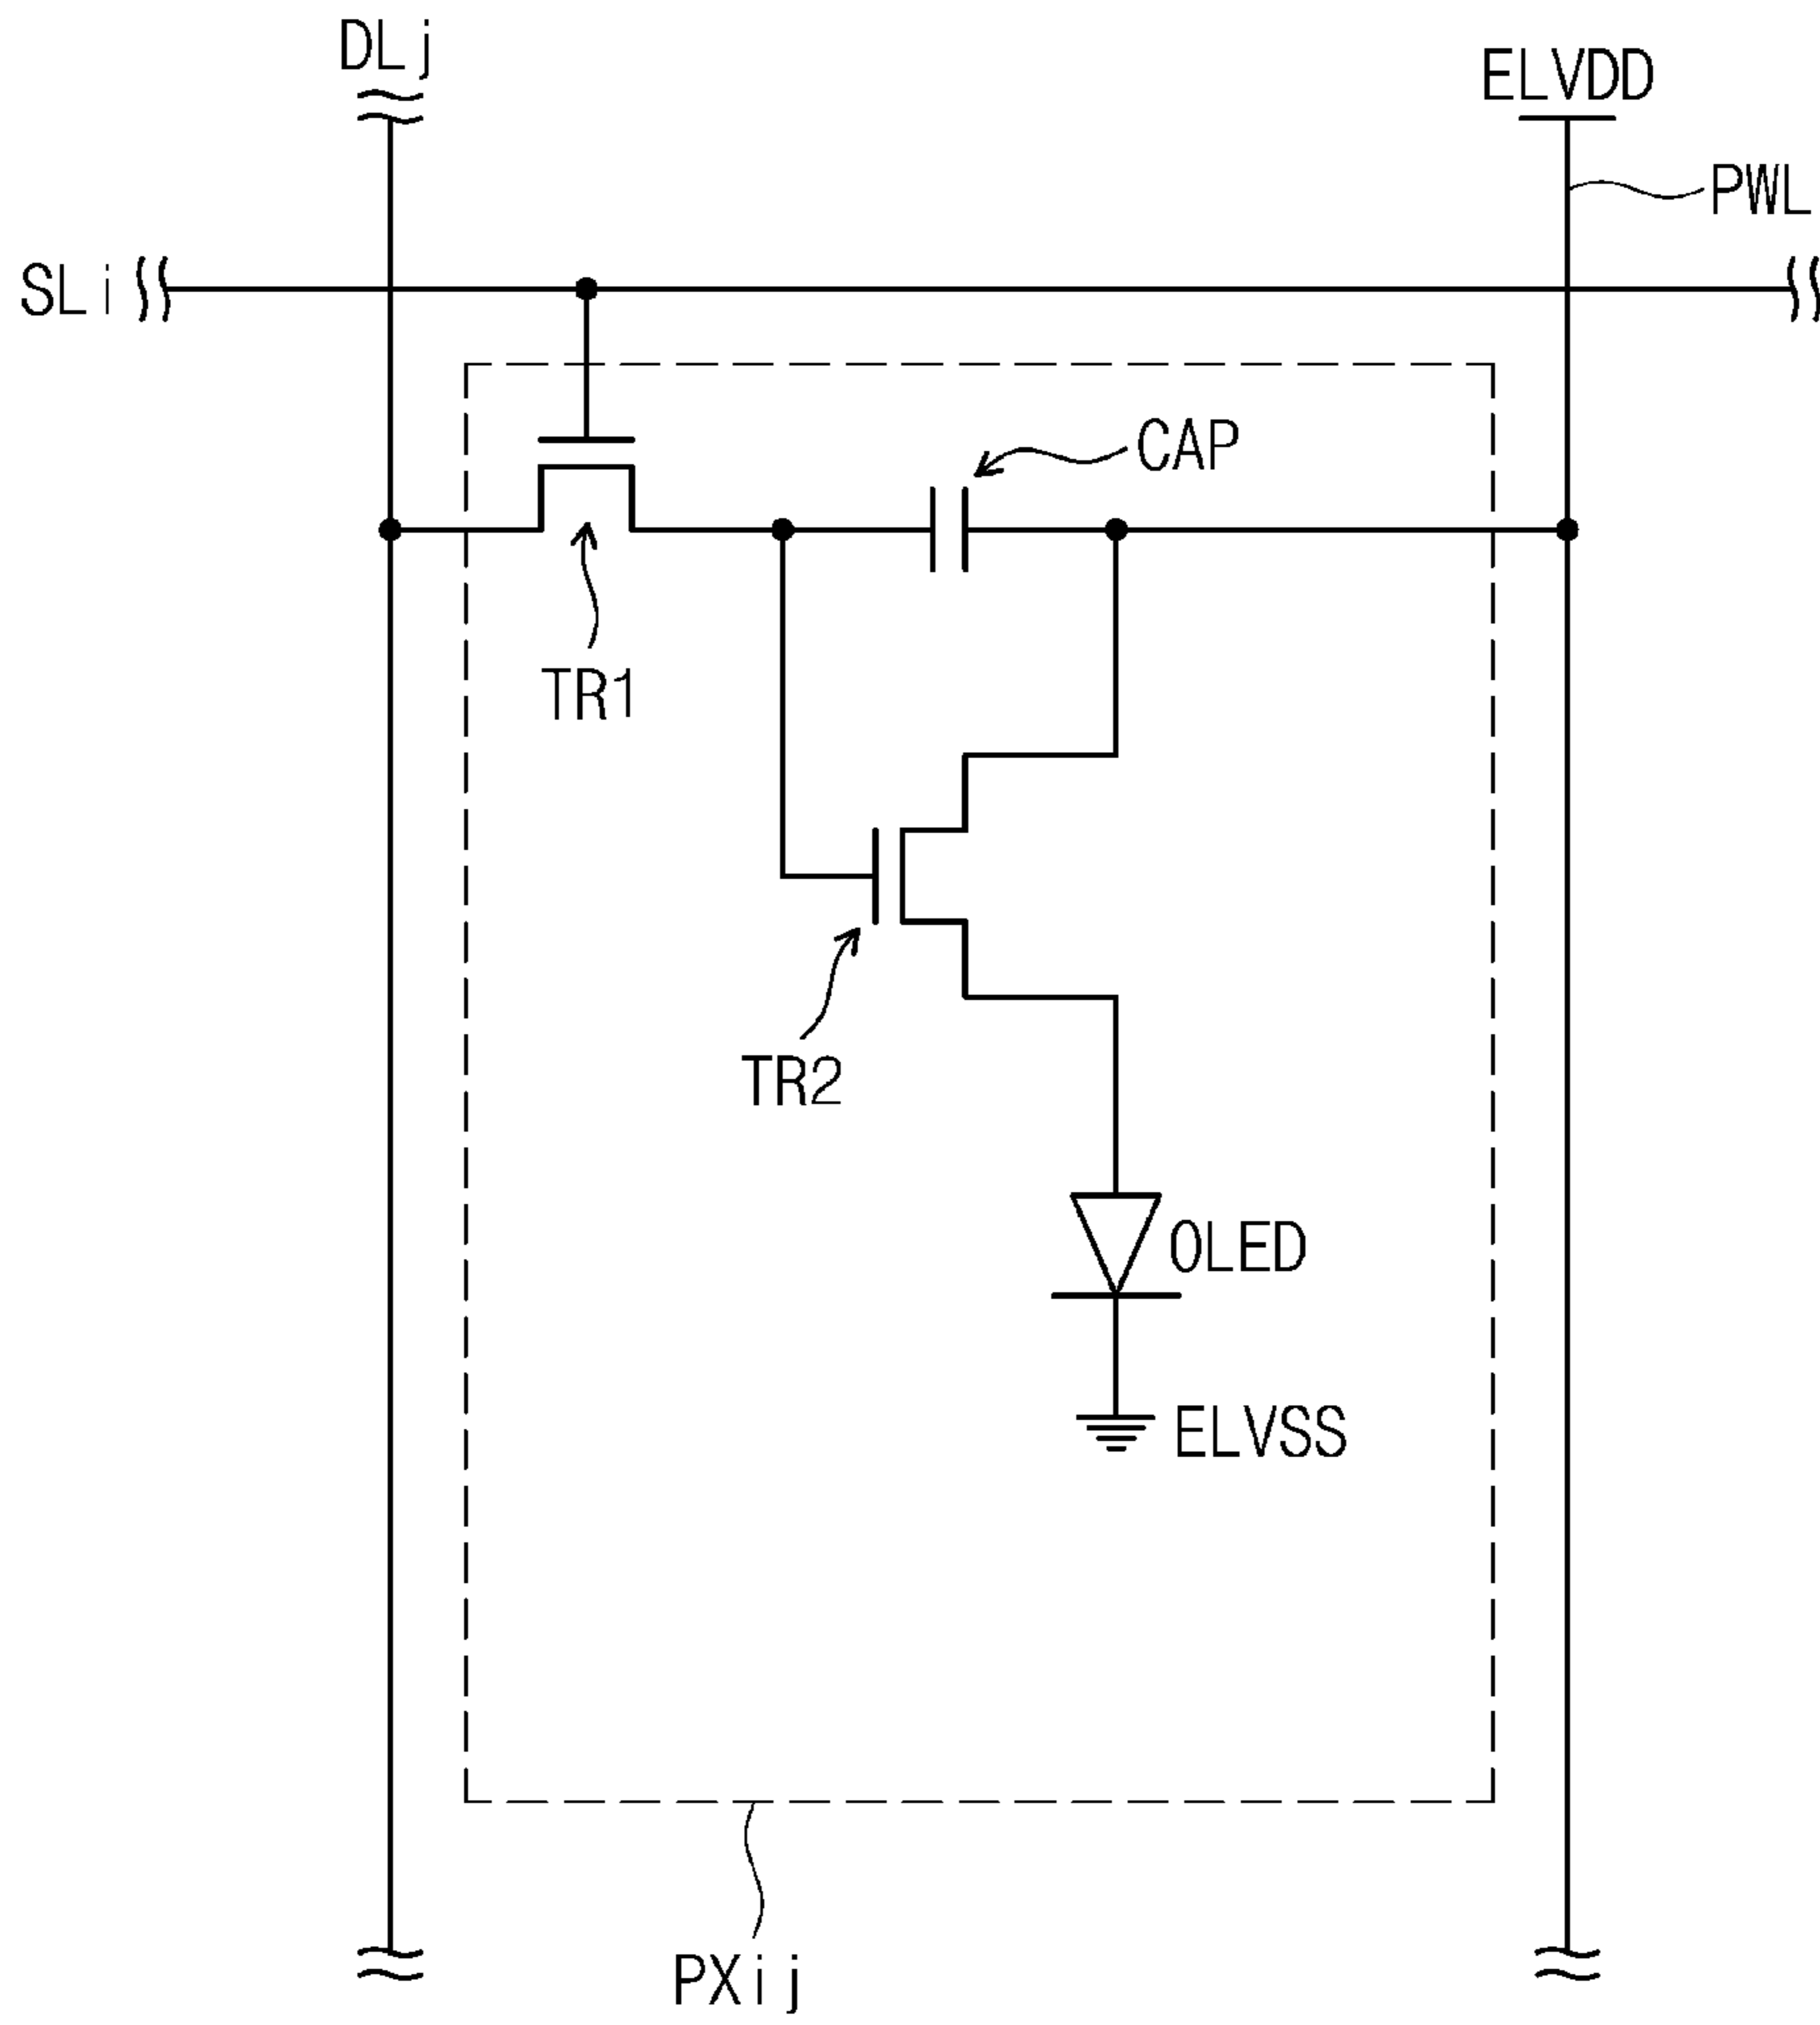 DLj
ELVDD
PWL
SLi
CAP
TR1
TR2
OLED
ELVSS
PXij